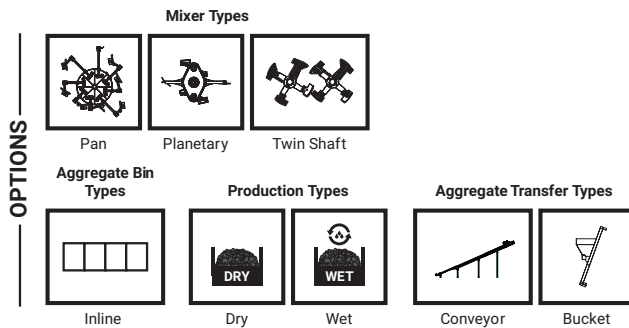 OPTIONS
Mixer Types
Pan
Planetary
Twin Shaft
Aggregate Bin
Types
Production Types
Aggregate Transfer Types
DRY
WET
Inline
Dry
Wet
Conveyor
Bucket